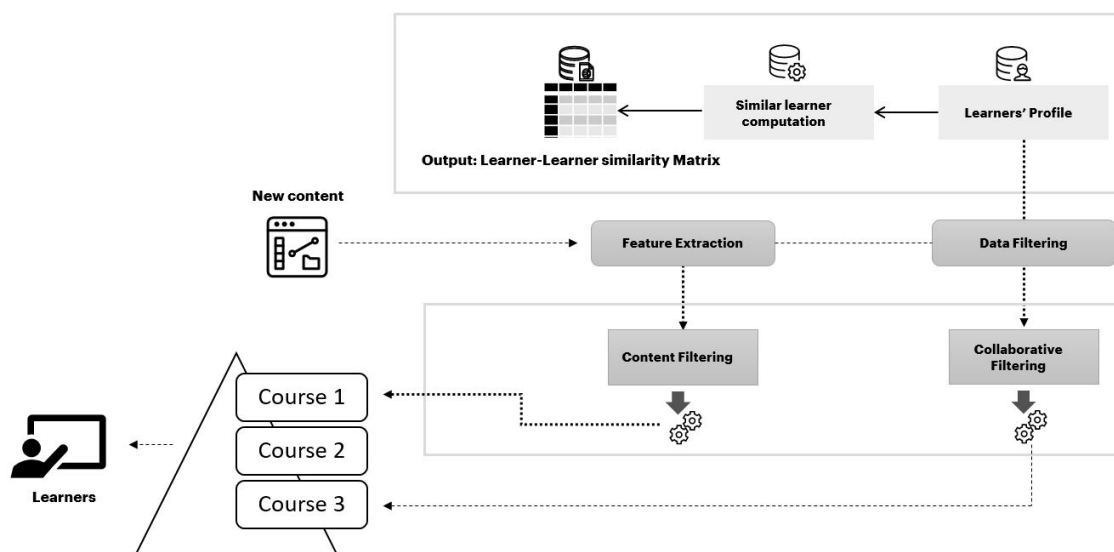 Similar learner
computation
Learners’ Profile
Output: Learner-Learner similarity Matrix
New content
Feature Extraction
Data Filtering
Content Filtering
Collaborative
Filtering
Course 1
Course 2
Course 3
Learners